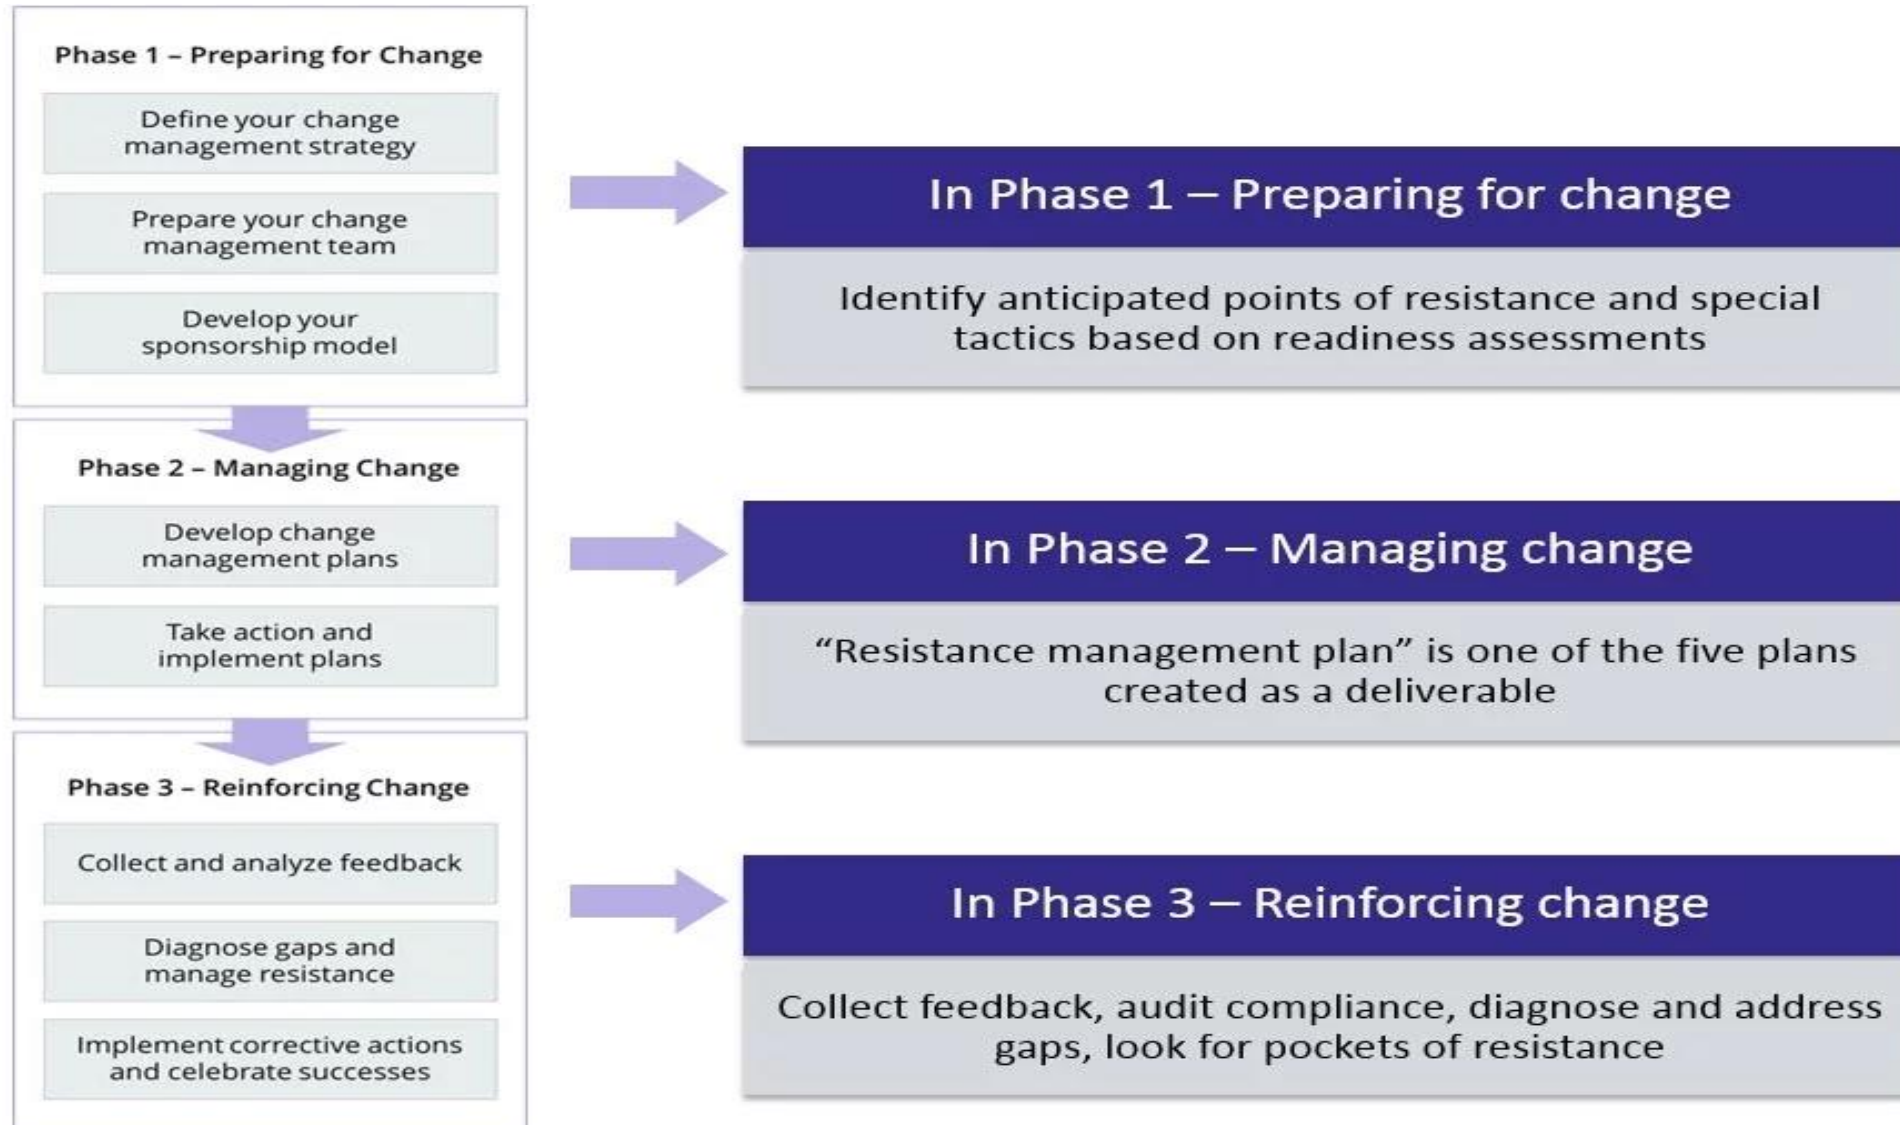 Phase 1 – Preparing for Change
Define your change
management strategy
Prepare your change
management team
Develop your
sponsorship model
In Phase 1 – Preparing for change
Identify anticipated points of resistance and special
tactics based on readiness assessments
Phase 2 – Managing Change
Develop change
management plans
Take action and
implement plans
In Phase 2 – Managing change
“Resistance management plan” is one of the five plans
created as a deliverable
Phase 3 – Reinforcing Change
Collect and analyze feedback
Diagnose gaps and
manage resistance
Implement corrective actions
and celebrate successes
In Phase 3 – Reinforcing change
Collect feedback, audit compliance, diagnose and address
gaps, look for pockets of resistance